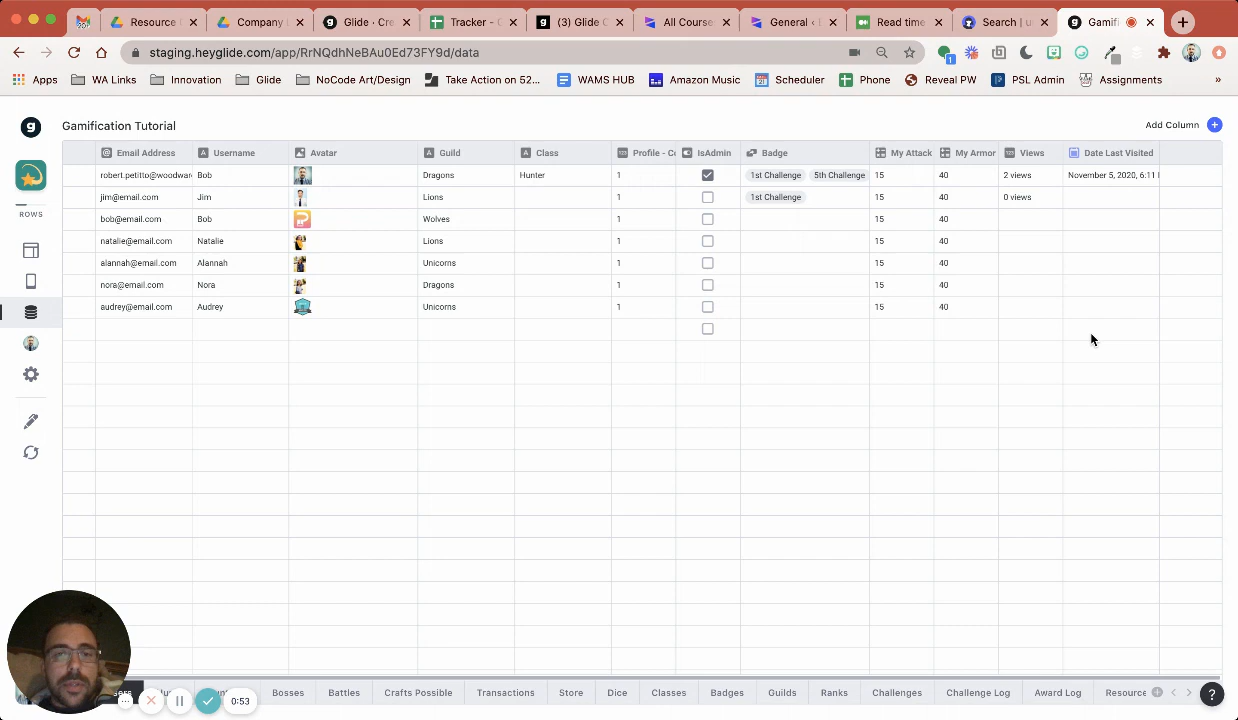 Resource
Company
Glide · Cre
Tracker -
(3) Glide C
All Course
General ‹
Read time
Search | u
Gamifi
staging.heyglide.com/app/RrNQdhNeBAu0Ed73FY9d/data
Apps WA Links Innovation Glide NoCode Art/Design Take Action on 52... WAMS HUB Amazon Music Scheduler Phone Reveal PW PSL Admin Assignments »
Gamification Tutorial
Add Column
Email Address Username Avatar Guild Class Profile - Cu IsAdmin Badge My Attack My Armor Views Date Last Visited
robert.petitto@woodwar Bob Dragons Hunter 1 1st Challenge 5th Challenge 15 40 2 views November 5, 2020, 6:11
jim@email.com Jim Lions 1 1st Challenge 15 40 0 views
bob@email.com Bob Wolves 1 15 40
natalie@email.com Natalie Lions 1 15 40
alannah@email.com Alannah Unicorns 1 15 40
nora@email.com Nora Dragons 1 15 40
audrey@email.com Audrey Unicorns 1 15 40
ROWS
0:53
Bosses Battles Crafts Possible Transactions Store Dice Classes Badges Guilds Ranks Challenges Challenge Log Award Log Resource
?